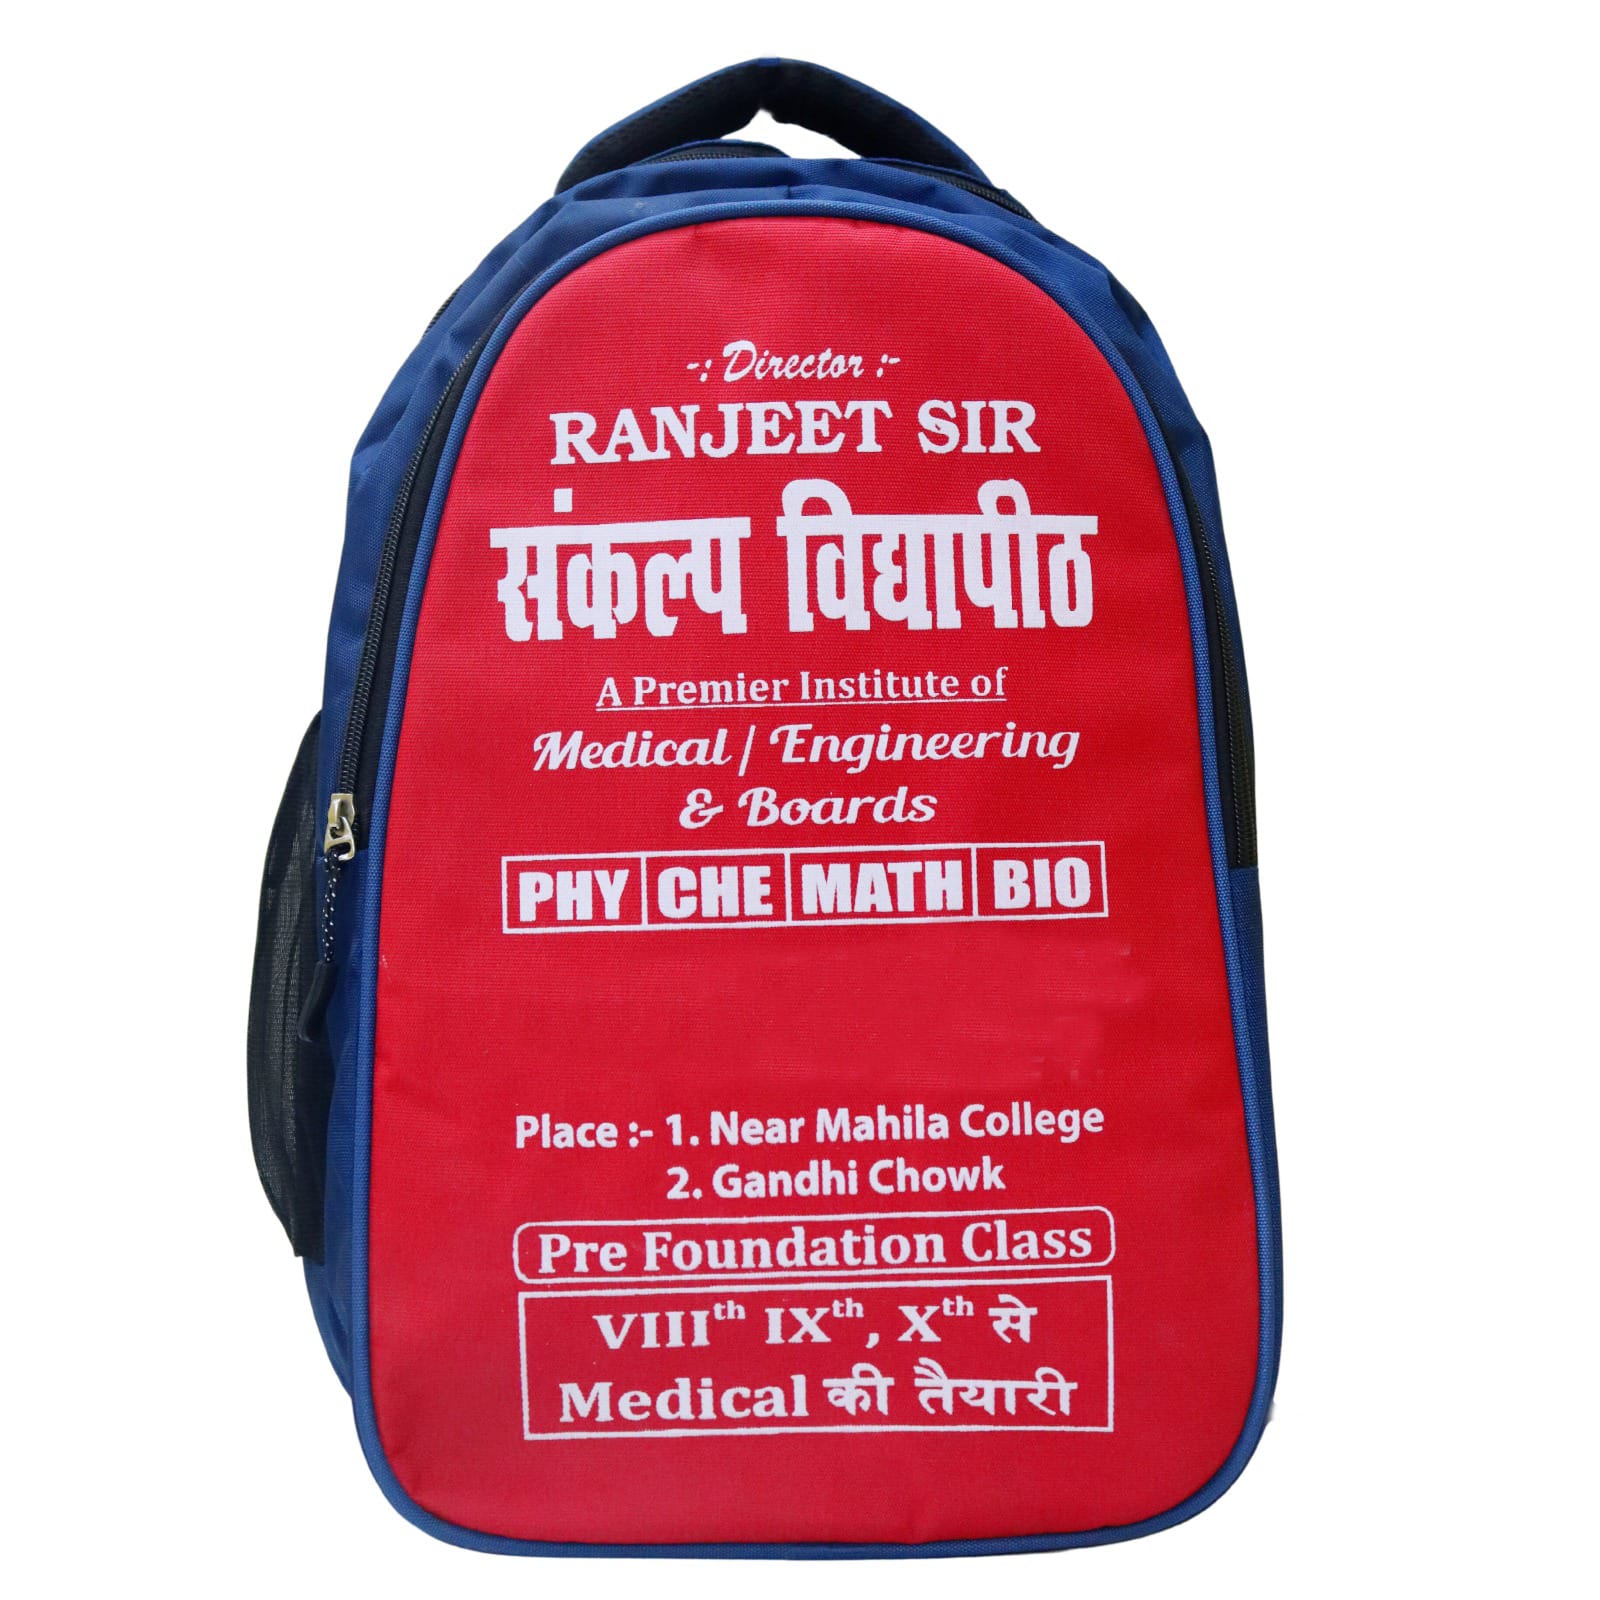 -: Director :-
RANJEET SIR
संकल्प विद्यापीठ
A Premier Institute of
Medical / Engineering
& Boards
PHY CHE MATH BIO
Place :- 1. Near Mahila College
2. Gandhi Chowk
Pre Foundation Class
VIIIth IXth, Xth से
Medical की तैयारी